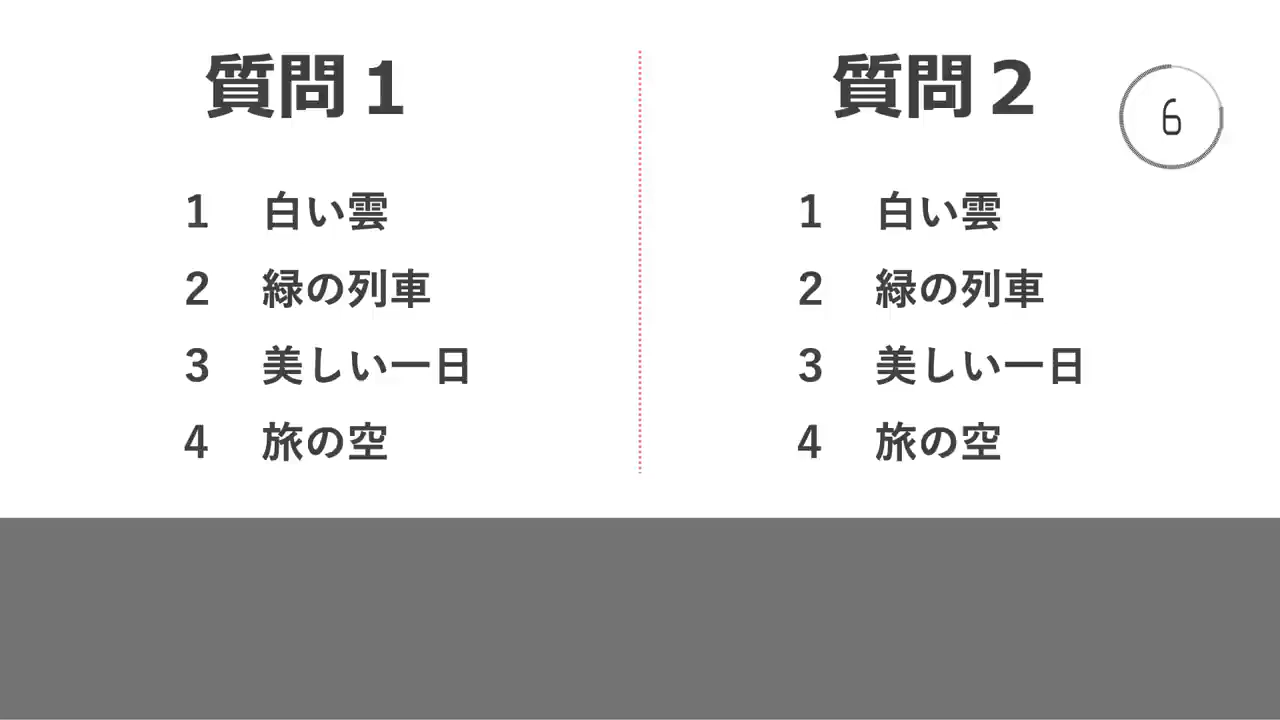 質問１
1 白い雲
2 緑の列車
3 美しい一日
4 旅の空
質問２
1 白い雲
2 緑の列車
3 美しい一日
4 旅の空
6